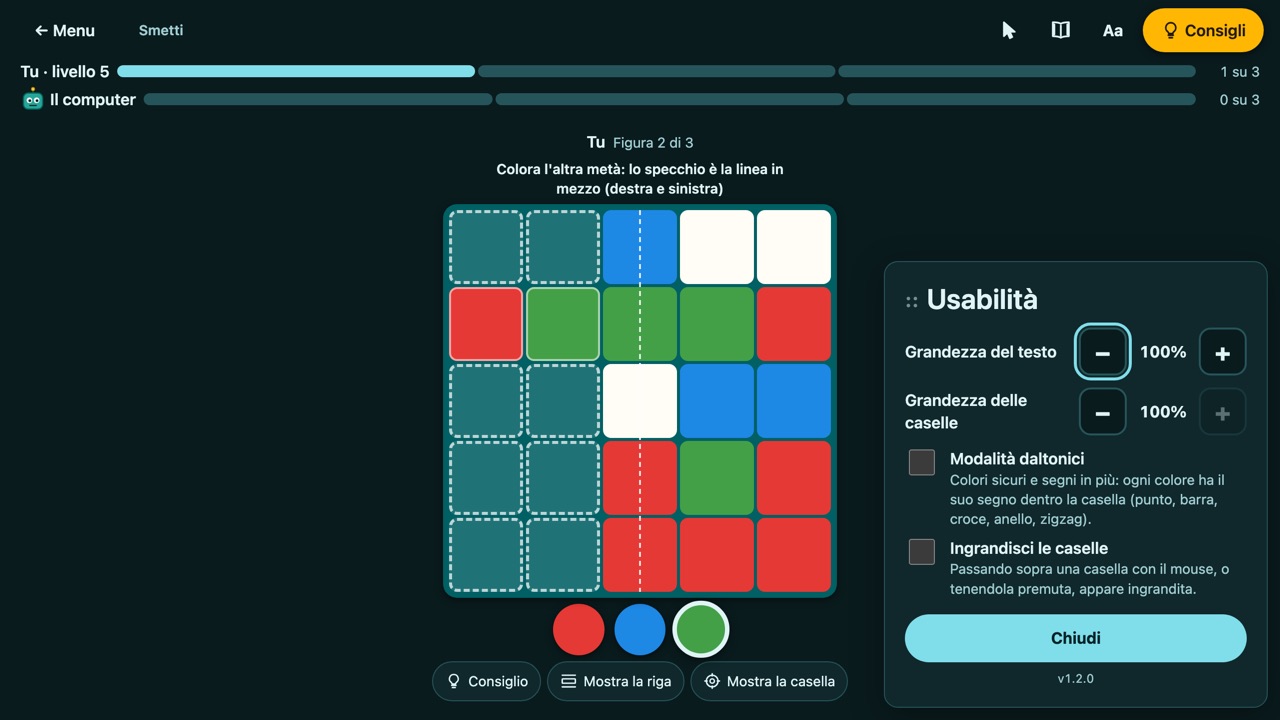 ← Menu
Smetti
Aa
Consigli
Tu · livello 5
1 su 3
Il computer
0 su 3
Tu Figura 2 di 3
Colora l'altra metà: lo specchio è la linea in
mezzo (destra e sinistra)
Usabilità
Grandezza del testo
− 100% +
Grandezza delle
caselle
− 100% +
Modalità daltonici
Colori sicuri e segni in più: ogni colore ha il
suo segno dentro la casella (punto, barra,
croce, anello, zigzag).
Ingrandisci le caselle
Passando sopra una casella con il mouse, o
tenendola premuta, appare ingrandita.
Chiudi
v1.2.0
Consiglio
Mostra la riga
Mostra la casella